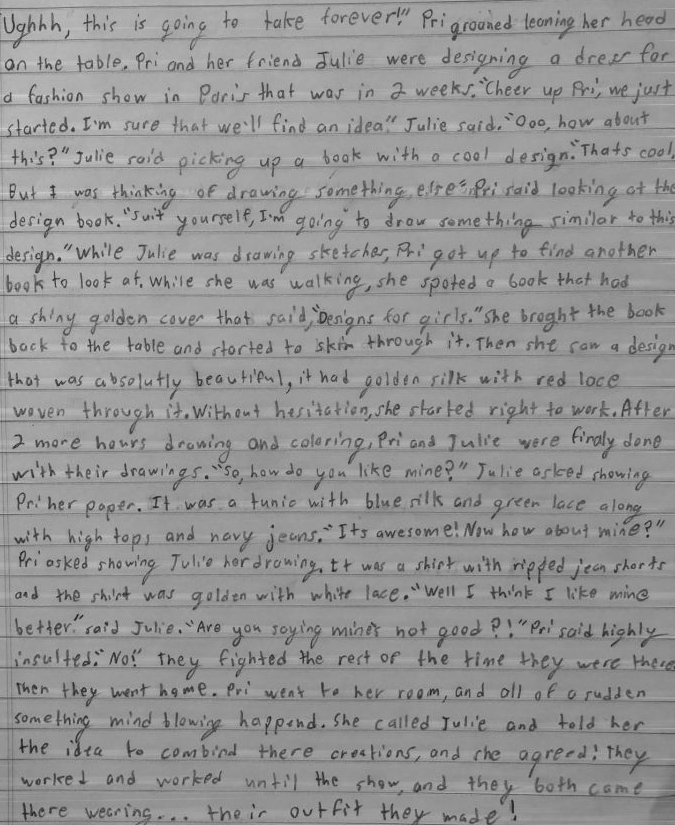 Ughhh, this is going to take forever!" Pri groaned leaning her head
on the table. Pri and her friend Julie were designing a dress for
a fashion show in Paris that was in 2 weeks. "Cheer up Pri, we just
started. I'm sure that we'll find an idea." Julie said. "Ooo, how about
this?" Julie said picking up a book with a cool design. "Thats cool,
But I was thinking of drawing something else" Pri said looking at the
design book. "Suit yourself, I'm going to draw something similar to this
design." While Julie was drawing sketches, Pri got up to find another
book to look at. While she was walking, she spoted a book that had
a shiny golden cover that said, "Designs for girls." She broght the book
back to the table and started to skim through it. Then she saw a design
that was absolutly beautiful, it had golden silk with red lace
woven through it. Without hesitation, she started right to work. After
2 more hours drawing and coloring, Pri and Julie were finaly done
with their drawings. "So, how do you like mine?" Julie asked showing
Pri her paper. It was a tunic with blue silk and green lace along
with high tops and navy jeans. "Its awesome! Now how about mine?"
Pri asked showing Julie her drawing, It was a shirt with ripped jean shorts
and the shirt was golden with white lace. "Well I think I like mine
better." said Julie. "Are you saying mine's not good?!" Pri said highly
insulted. "No!" They fighted the rest of the time they were there
Then they went home. Pri went to her room, and all of a sudden
something mind blowing happend. She called Julie and told her
the idea to combind there creations, and she agreed! They
worked and worked until the show, and they both came
there wearing... their outfit they made!